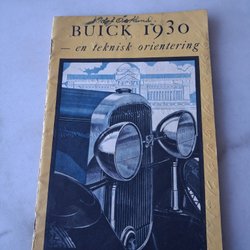 BUICK 1930
— en teknisk orientering